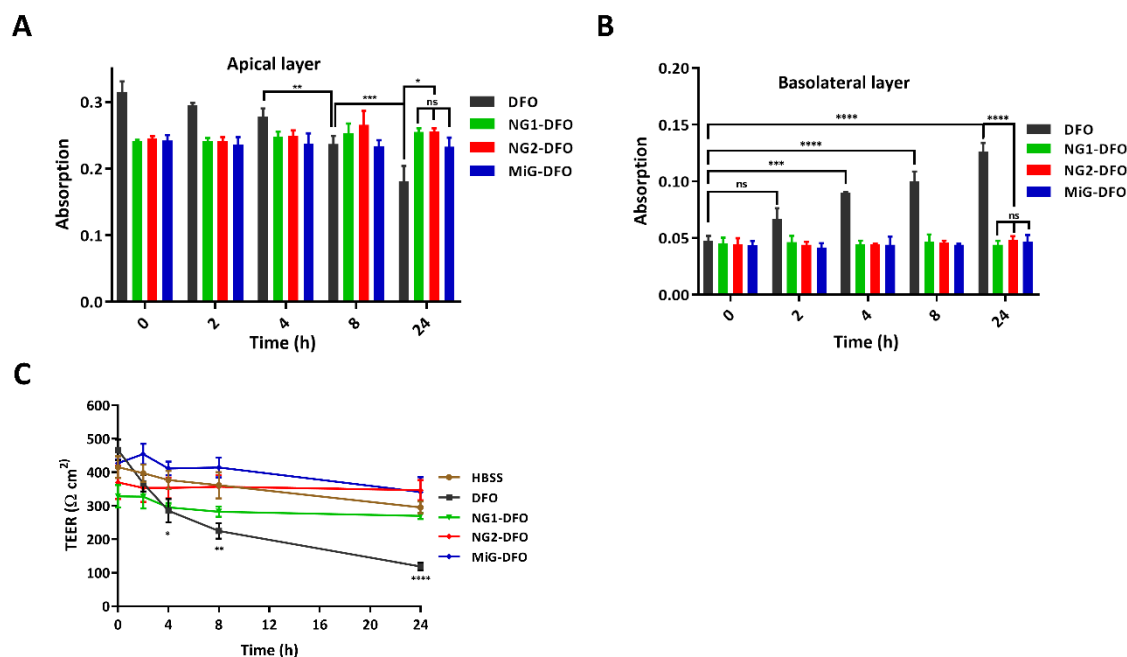 A
Apical layer
**
***
*
ns
0.3
0.2
0.1
0.0
Absorption
0
2
4
8
24
Time (h)
DFO
NG1-DFO
NG2-DFO
MiG-DFO
B
Basolateral layer
****
****
****
***
ns
ns
0.20
0.15
0.10
0.05
0.00
Absorption
0
2
4
8
24
Time (h)
DFO
NG1-DFO
NG2-DFO
MiG-DFO
C
600
500
400
300
200
100
0
TEER (Ω cm²)
*
**
****
0
4
8
12
16
20
24
Time (h)
HBSS
DFO
NG1-DFO
NG2-DFO
MiG-DFO